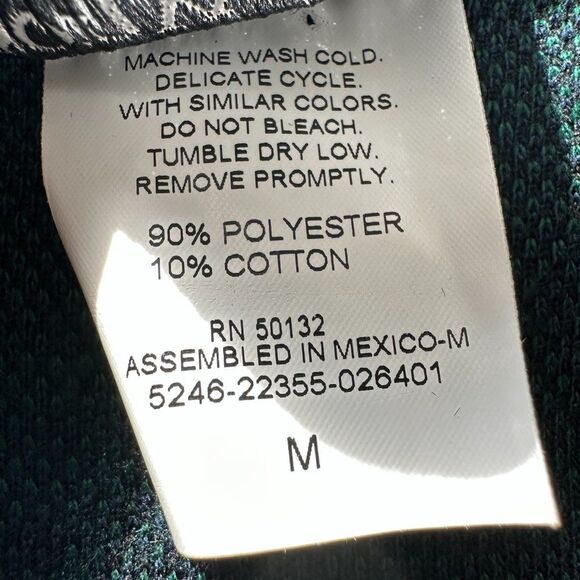 MACHINE WASH COLD.
DELICATE CYCLE.
WITH SIMILAR COLORS.
DO NOT BLEACH.
TUMBLE DRY LOW.
REMOVE PROMPTLY.
90% POLYESTER
10% COTTON
RN 50132
ASSEMBLED IN MEXICO-M
5246-22355-026401
M